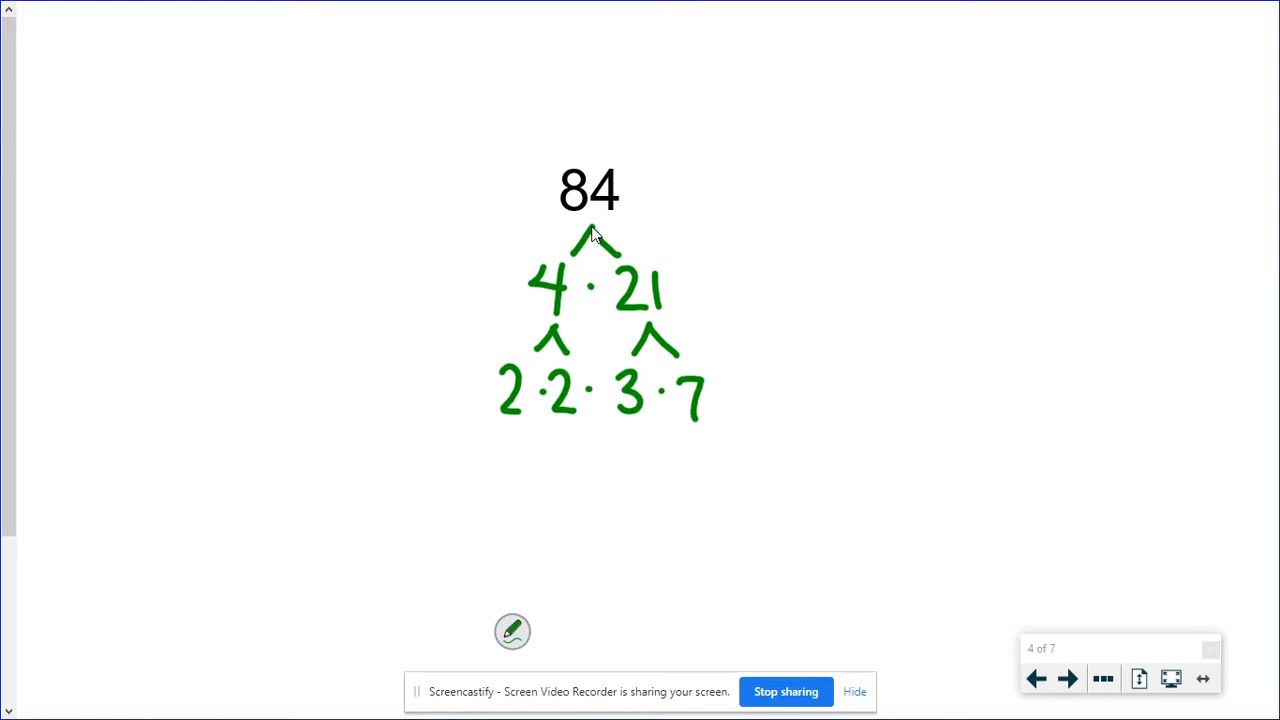 84
4 · 21
2 · 2 · 3 · 7
4 of 7
Screencastify - Screen Video Recorder is sharing your screen. Stop sharing Hide